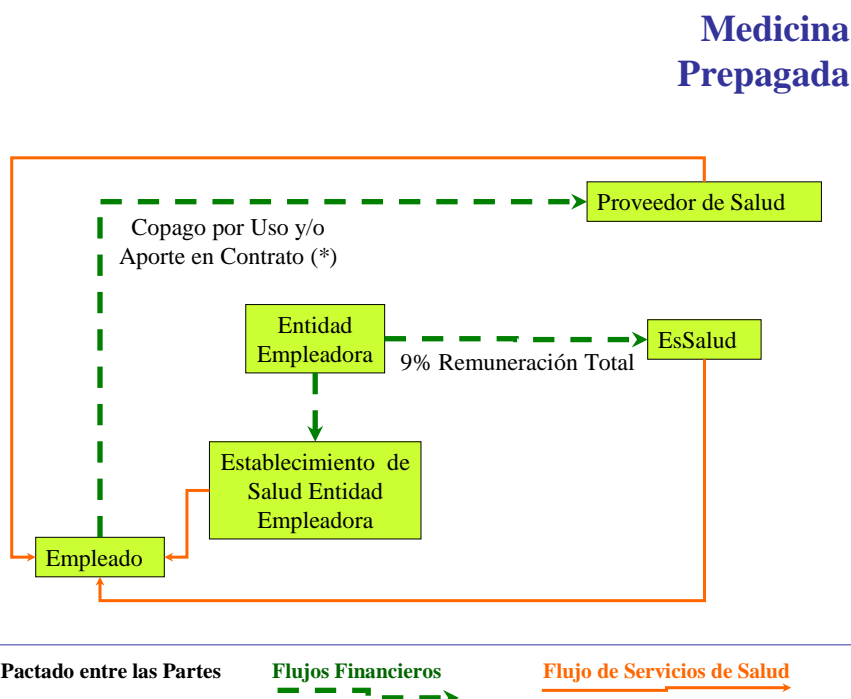 Medicina
Prepagada
Proveedor de Salud
Copago por Uso y/o
Aporte en Contrato (*)
Entidad
Empleadora
EsSalud
9% Remuneración Total
Establecimiento de
Salud Entidad
Empleadora
Empleado
Pactado entre las Partes
Flujos Financieros
Flujo de Servicios de Salud